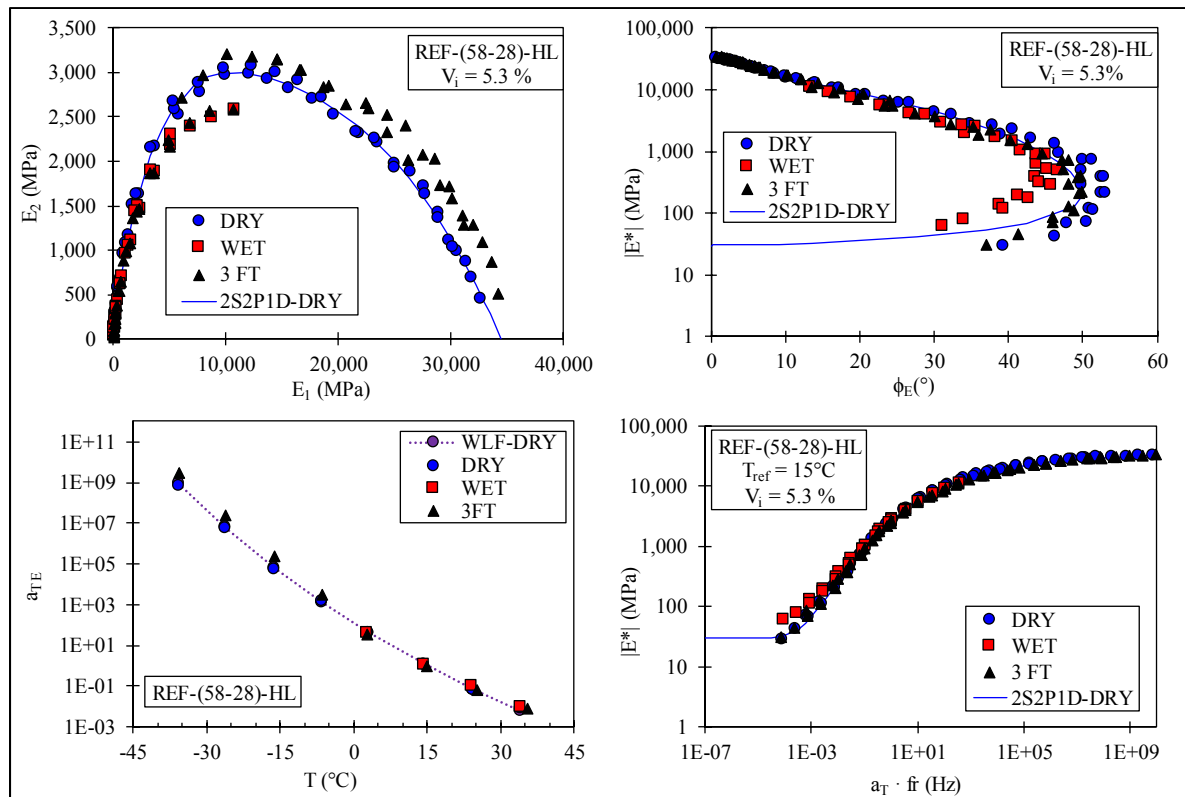 3,500
3,000
2,500
2,000
1,500
1,000
500
0
E₂ (MPa)
REF-(58-28)-HL
Vᵢ = 5.3 %
DRY
WET
3 FT
2S2P1D-DRY
0 10,000 20,000 30,000 40,000
E₁ (MPa)
100,000
10,000
1,000
100
10
1
|E*| (MPa)
REF-(58-28)-HL
Vᵢ = 5.3%
DRY
WET
3 FT
2S2P1D-DRY
0 10 20 30 40 50 60
ϕE(°)
1E+11
1E+09
1E+07
1E+05
1E+03
1E+01
1E-01
1E-03
aTE
WLF-DRY
DRY
WET
3FT
REF-(58-28)-HL
-45 -30 -15 0 15 30 45
T (°C)
100,000
10,000
1,000
100
10
1
|E*| (MPa)
REF-(58-28)-HL
Tref = 15°C
Vᵢ = 5.3 %
DRY
WET
3 FT
2S2P1D-DRY
1E-07 1E-03 1E+01 1E+05 1E+09
aT · fr (Hz)